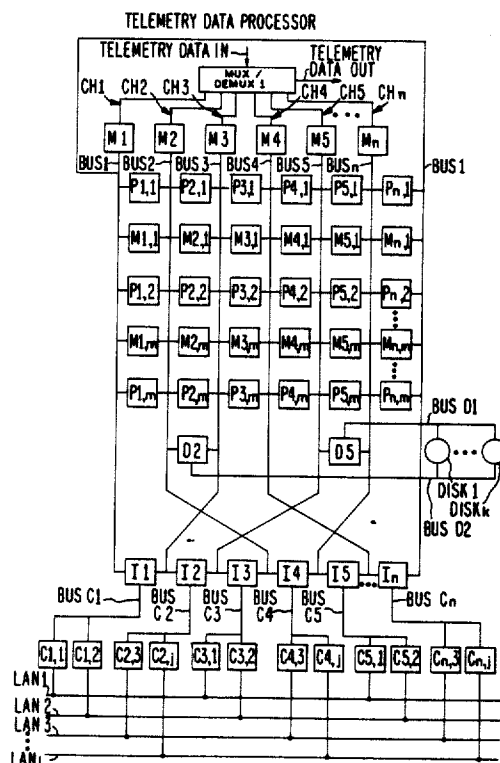 TELEMETRY DATA PROCESSOR
TELEMETRY DATA IN
TELEMETRY
DATA OUT
MUX /
DEMUX 1
CH1 CH2 CH3 CH4 CH5 CHn
M1 M2 M3 M4 M5 Mn
BUS1 BUS2 BUS3 BUS4 BUS5 BUSn BUS1
P1,1 P2,1 P3,1 P4,1 P5,1 Pn,1
M1,1 M2,1 M3,1 M4,1 M5,1 Mn,1
P1,2 P2,2 P3,2 P4,2 P5,2 Pn,2
M1,m M2,m M3,m M4,m M5,m Mn,m
P1,m P2,m P3,m P4,m P5,m Pn,m
BUS D1
D2 D5
DISK 1
DISK k
BUS D2
I1 I2 I3 I4 I5 In
BUS C1 BUS C2 BUS C3 BUS C4 BUS C5 BUS Cn
C1,1 C1,2 C2,3 C2,j C3,1 C3,2 C4,3 C4,j C5,1 C5,2 Cn,3 Cn,j
LAN1
LAN2
LAN3